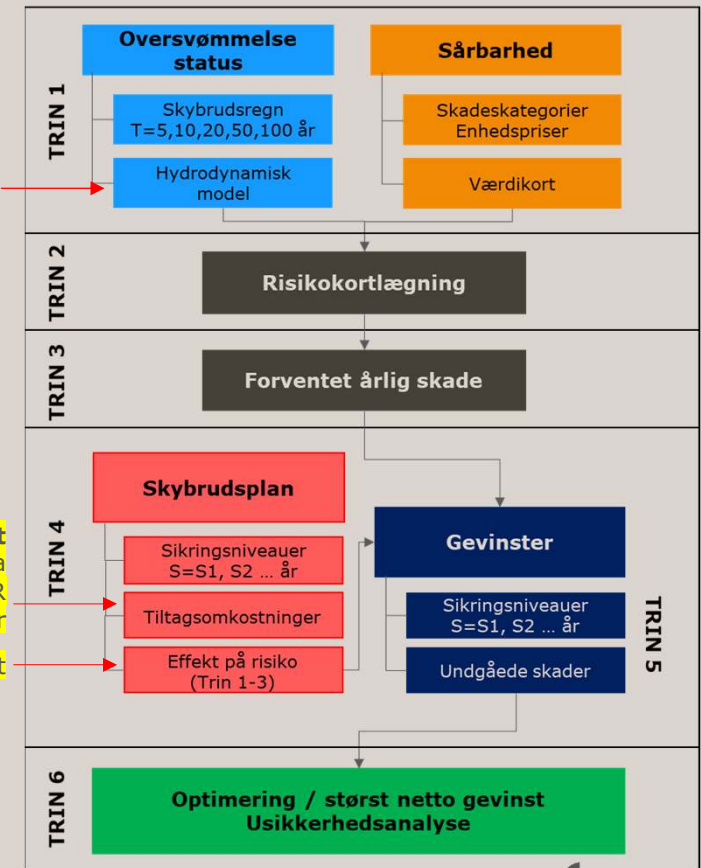 TRIN 1
Oversvømmelse
status
Skybrudsregn
T=5,10,20,50,100 år
Hydrodynamisk
model
Sårbarhed
Skadeskategorier
Enhedspriser
Værdikort
TRIN 2
Risikokortlægning
TRIN 3
Forventet årlig skade
TRIN 4
Skybrudsplan
Sikringsniveauer
S=S1, S2 ... år
Tiltagsomkostninger
Effekt på risiko
(Trin 1-3)
Gevinster
Sikringsniveauer
S=S1, S2 ... år
Undgåede skader
TRIN 5
TRIN 6
Optimering / størst netto gevinst
Usikkerhedsanalyse